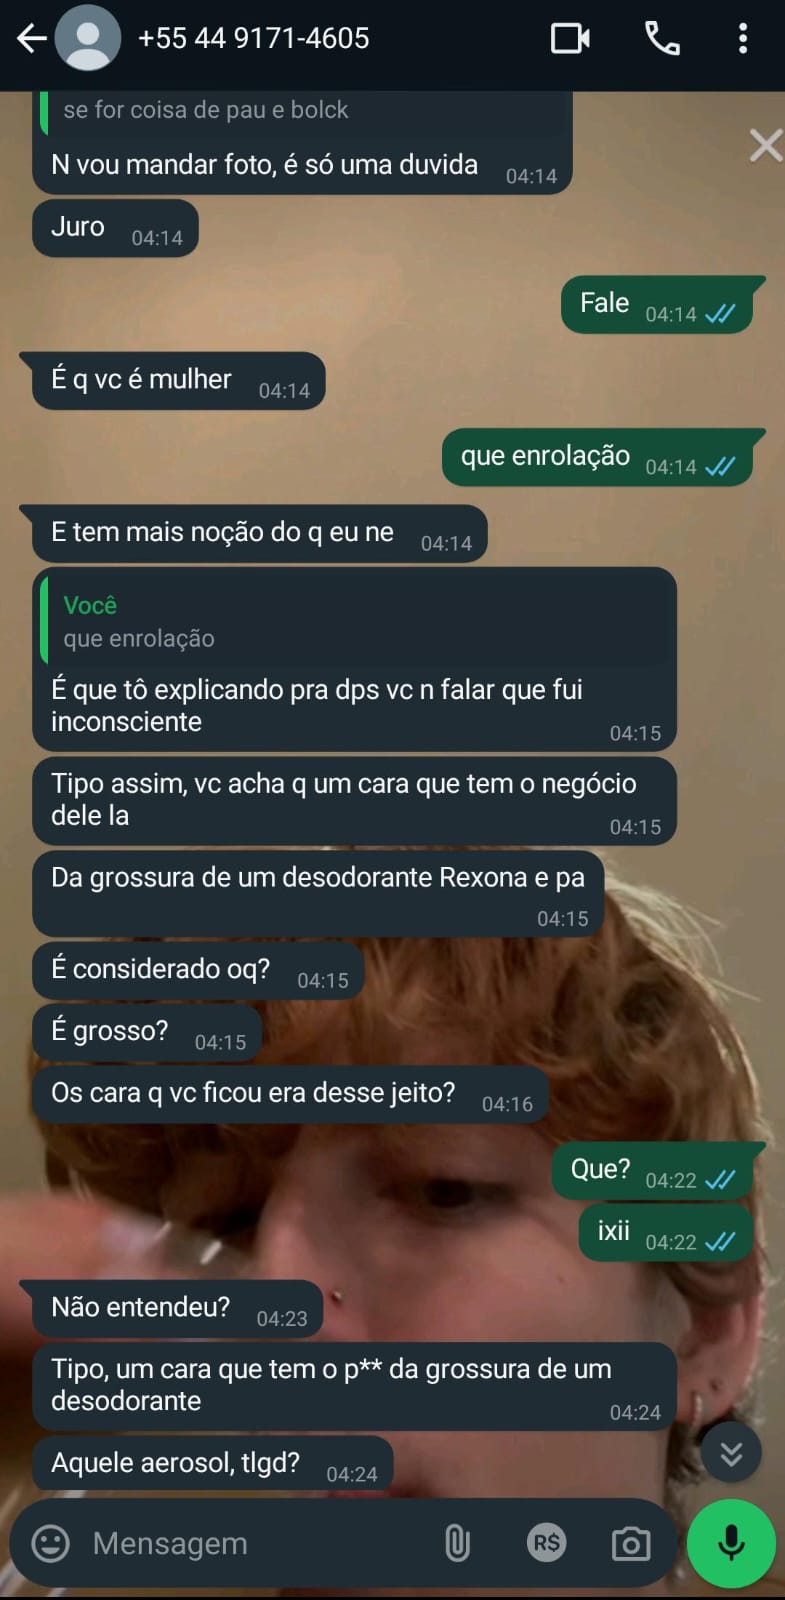 +55 44 9171-4605
se for coisa de pau e bolck
N vou mandar foto, é só uma duvida 04:14
Juro 04:14
Fale 04:14
É q vc é mulher 04:14
que enrolação 04:14
E tem mais noção do q eu ne 04:14
Você
que enrolação
É que tô explicando pra dps vc n falar que fui
inconsciente 04:15
Tipo assim, vc acha q um cara que tem o negócio
dele la 04:15
Da grossura de um desodorante Rexona e pa
04:15
É considerado oq? 04:15
É grosso? 04:15
Os cara q vc ficou era desse jeito? 04:16
Que? 04:22
ixii 04:22
Não entendeu? 04:23
Tipo, um cara que tem o p** da grossura de um
desodorante 04:24
Aquele aerosol, tlgd? 04:24
Mensagem R$